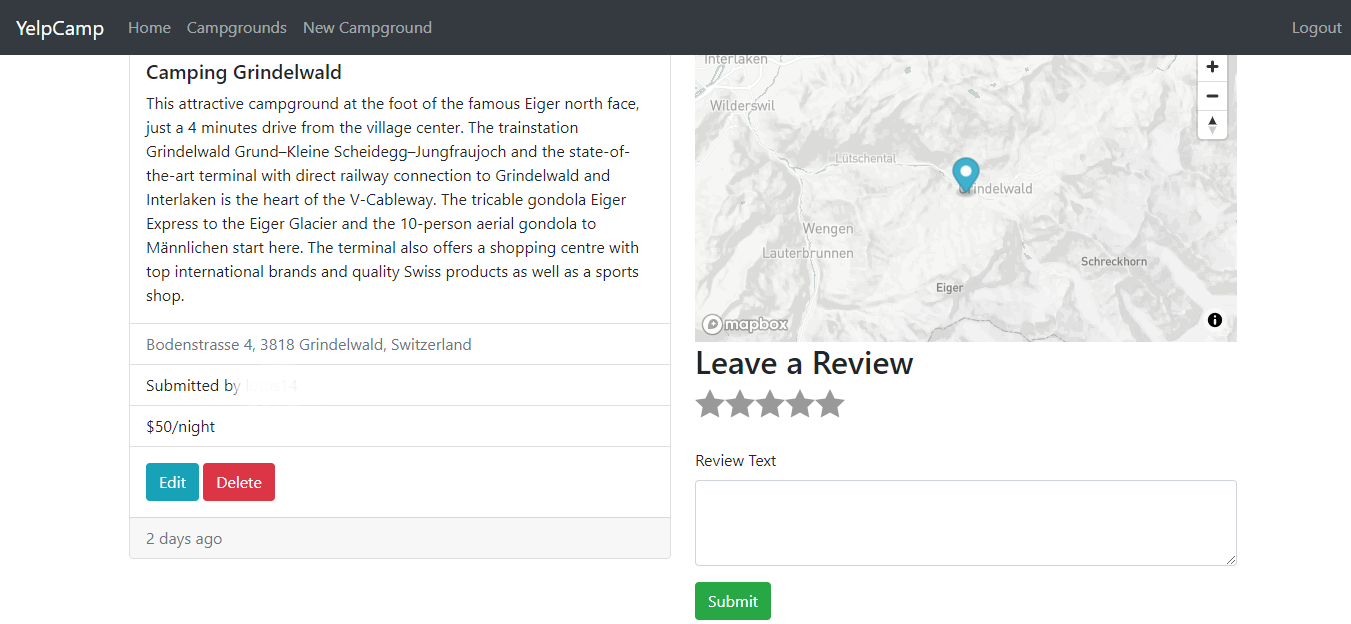 YelpCamp Home Campgrounds New Campground Logout
Camping Grindelwald
This attractive campground at the foot of the famous Eiger north face,
just a 4 minutes drive from the village center. The trainstation
Grindelwald Grund–Kleine Scheidegg–Jungfraujoch and the state-of-
the-art terminal with direct railway connection to Grindelwald and
Interlaken is the heart of the V-Cableway. The tricable gondola Eiger
Express to the Eiger Glacier and the 10-person aerial gondola to
Männlichen start here. The terminal also offers a shopping centre with
top international brands and quality Swiss products as well as a sports
shop.
Bodenstrasse 4, 3818 Grindelwald, Switzerland
Submitted by
$50/night
Edit Delete
2 days ago
Interlaken
Wilderswil
Lütschental
Grindelwald
Wengen
Lauterbrunnen
Schreckhorn
Eiger
mapbox
Leave a Review
Review Text
Submit